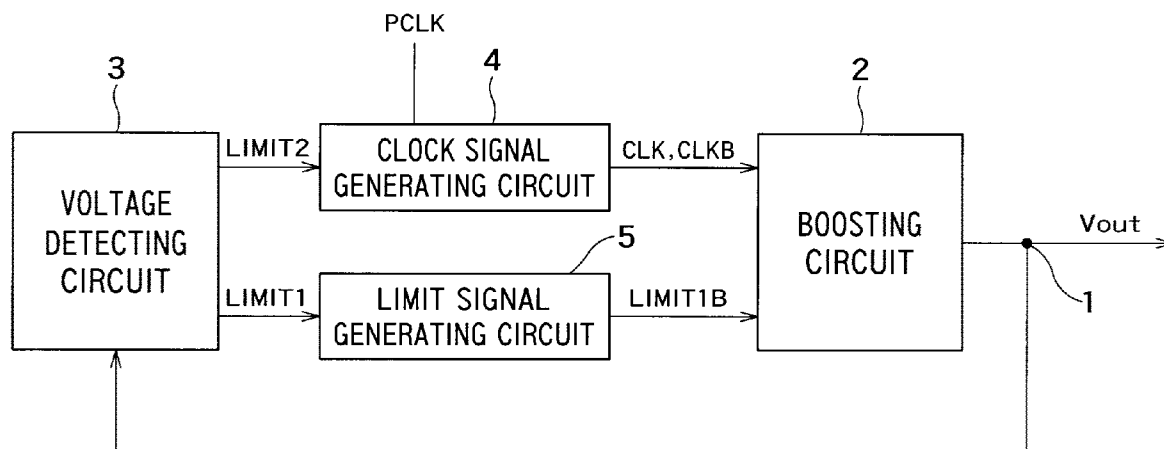 PCLK
3
4
2
LIMIT2
CLOCK SIGNAL
GENERATING CIRCUIT
CLK, CLKB
VOLTAGE
DETECTING
CIRCUIT
BOOSTING
CIRCUIT
Vout
1
5
LIMIT1
LIMIT SIGNAL
GENERATING CIRCUIT
LIMIT1B